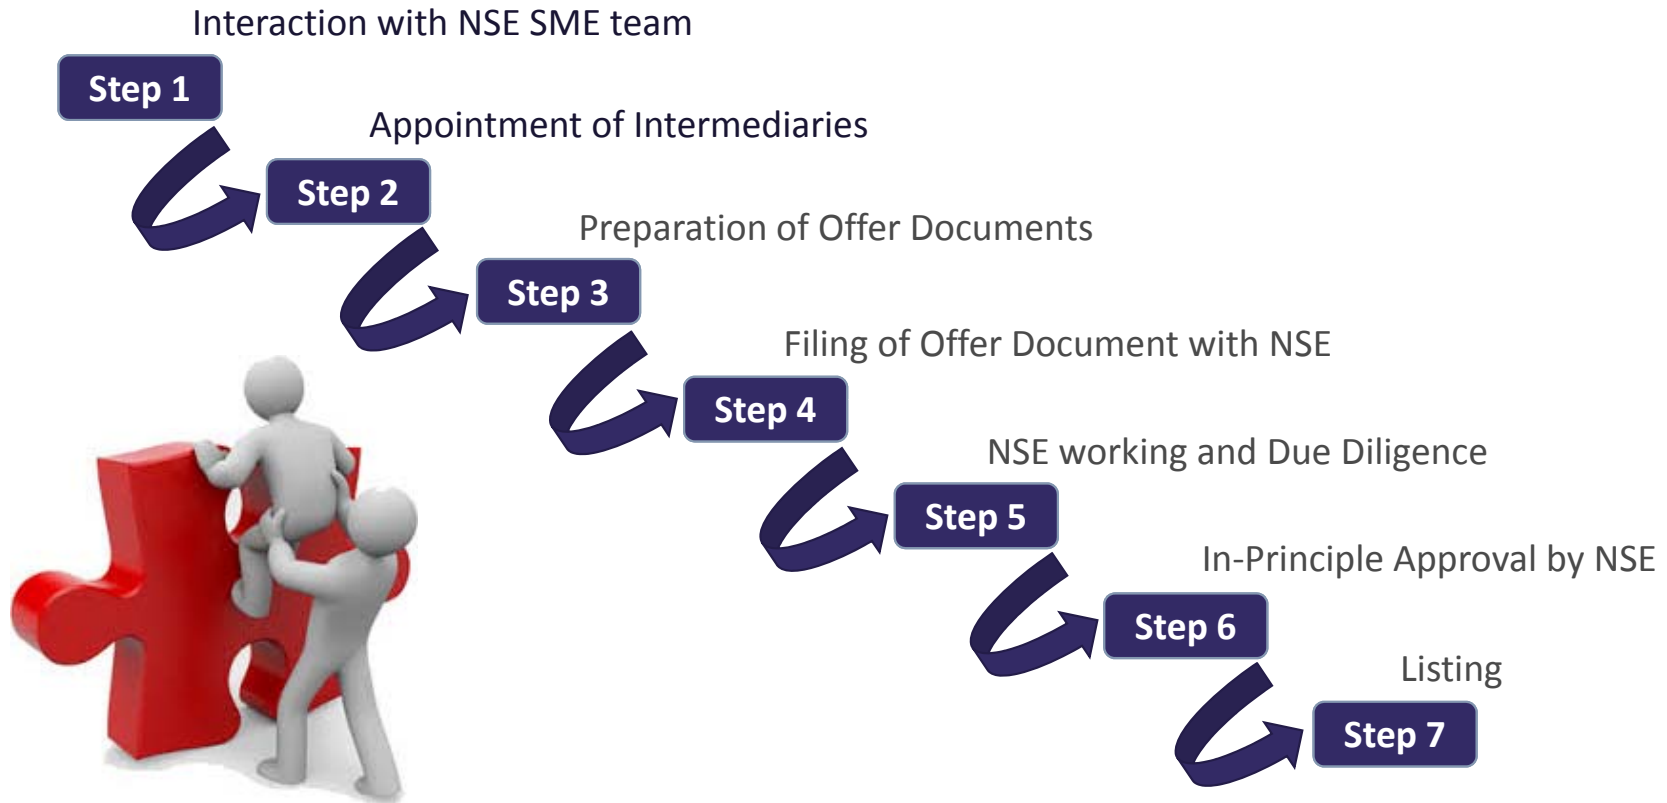 Interaction with NSE SME team
Step 1
Appointment of Intermediaries
Step 2
Preparation of Offer Documents
Step 3
Filing of Offer Document with NSE
Step 4
NSE working and Due Diligence
Step 5
In-Principle Approval by NSE
Step 6
Listing
Step 7